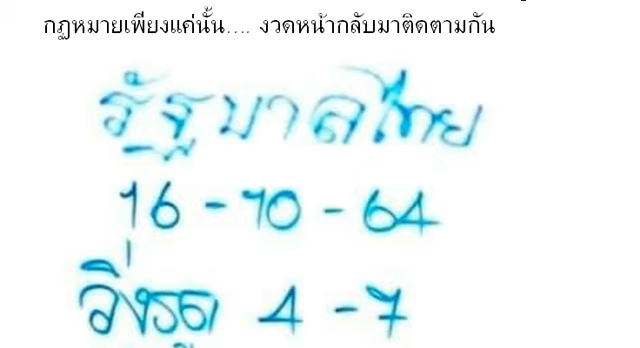 กฏหมายเพียงแค่นั้น.... งวดหน้ากลับมาติดตามกัน
รัฐบาลไทย
16 - 10 - 64
วิ่งรูด 4 - 7